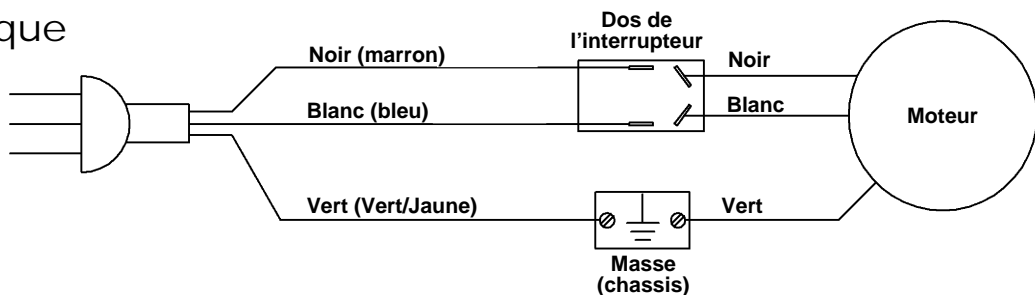 que
Dos de
l'interrupteur
Noir (marron)
Noir
Blanc (bleu)
Blanc
Moteur
Vert (Vert/Jaune)
Vert
Masse
(chassis)